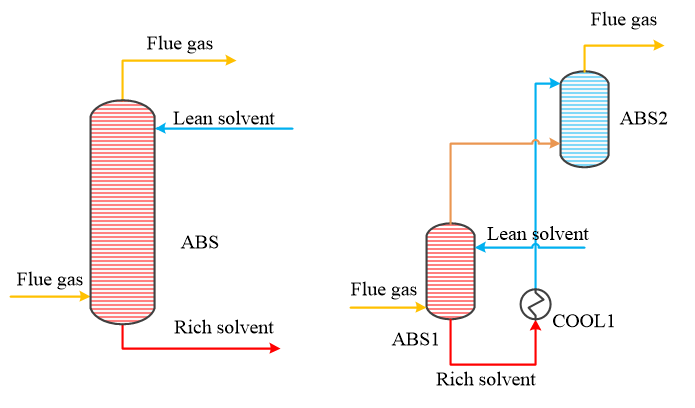 Flue gas
Lean solvent
ABS
Flue gas
Rich solvent
Flue gas
ABS2
Lean solvent
Flue gas
ABS1
COOL1
Rich solvent